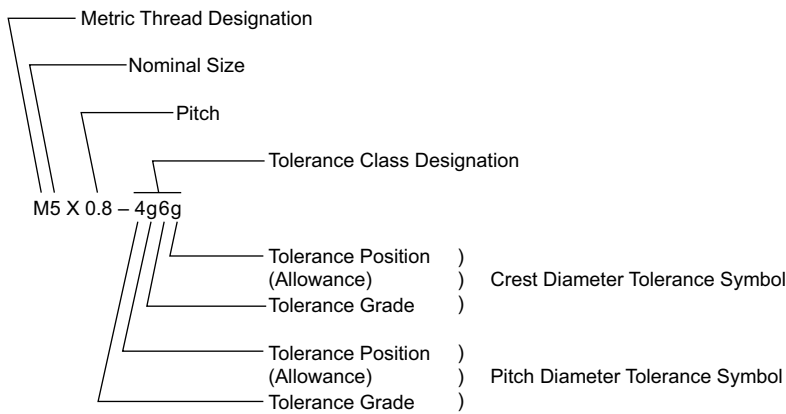 Metric Thread Designation
Nominal Size
Pitch
Tolerance Class Designation
M5 X 0.8 – 4g6g
Tolerance Position )
(Allowance) ) Crest Diameter Tolerance Symbol
Tolerance Grade )
Tolerance Position )
(Allowance) ) Pitch Diameter Tolerance Symbol
Tolerance Grade )